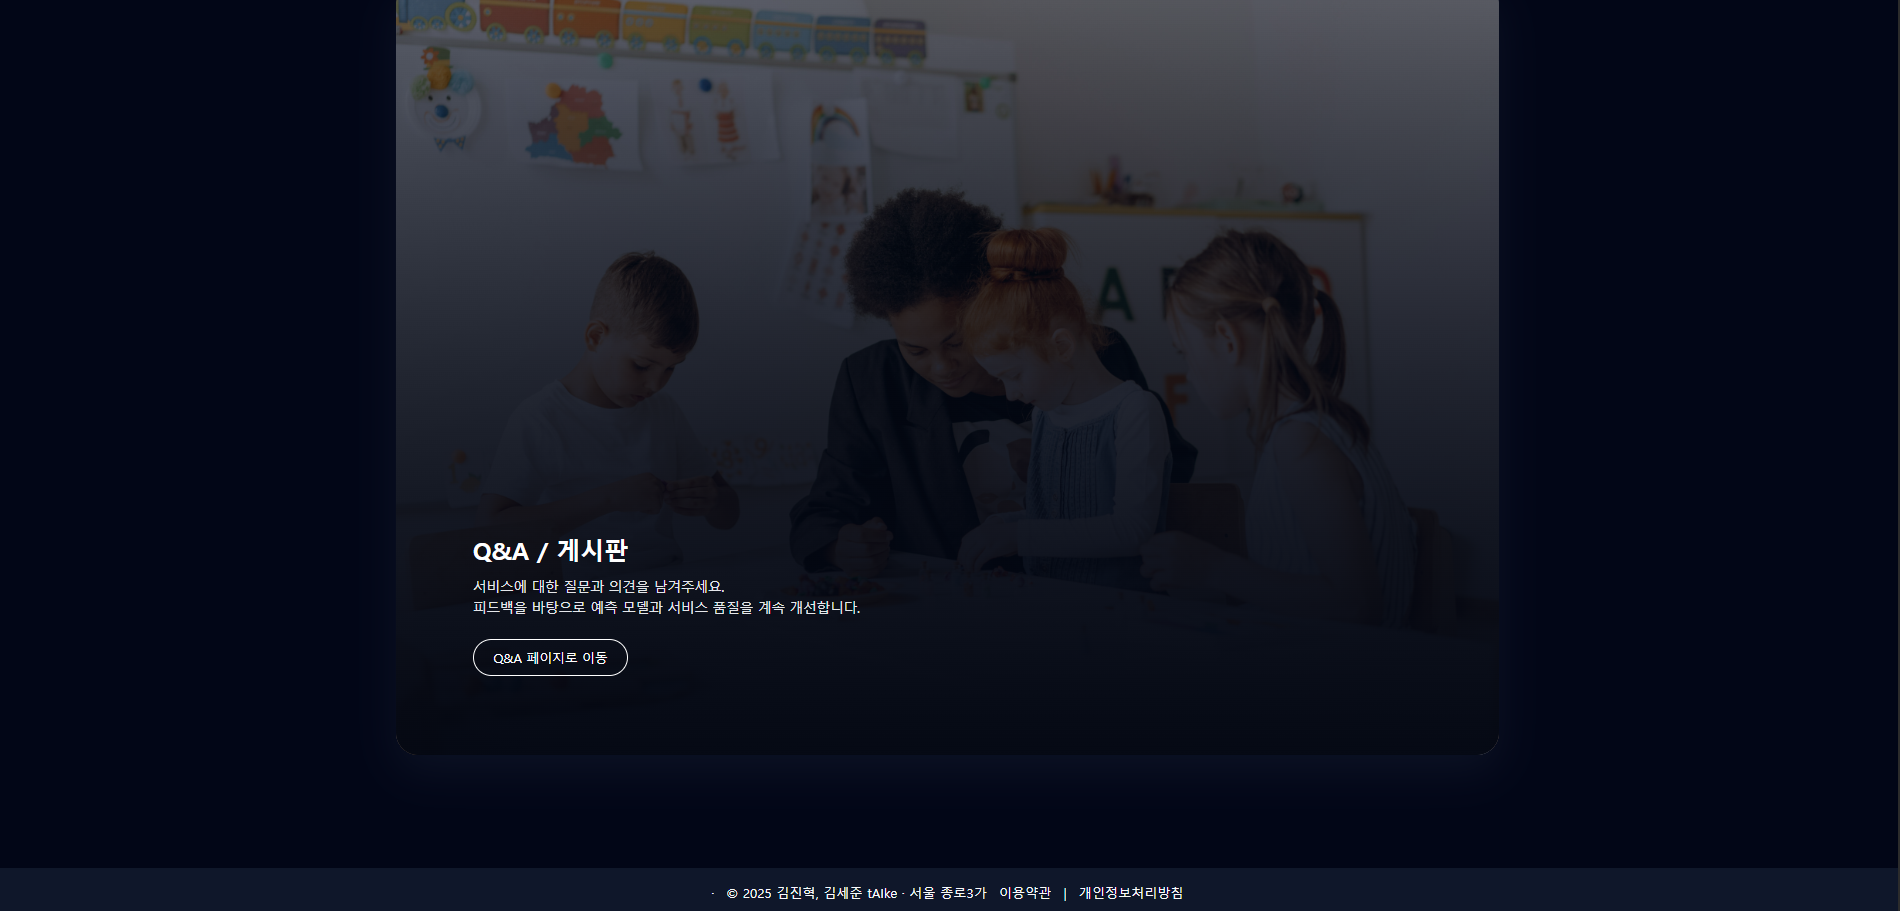 Q&A / 게시판
서비스에 대한 질문과 의견을 남겨주세요.
피드백을 바탕으로 예측 모델과 서비스 품질을 계속 개선합니다.
Q&A 페이지로 이동
· © 2025 김진혁, 김세준 tAIke · 서울 종로3가 이용약관 | 개인정보처리방침